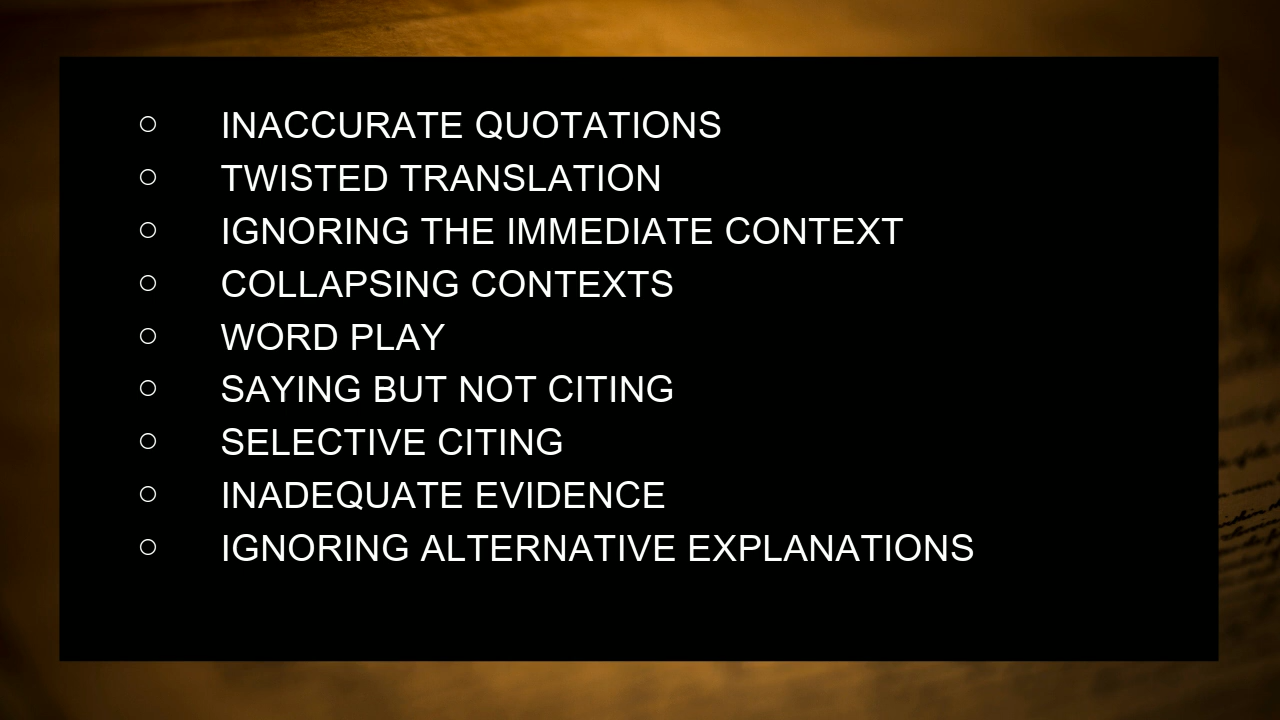 ○ INACCURATE QUOTATIONS
○ TWISTED TRANSLATION
○ IGNORING THE IMMEDIATE CONTEXT
○ COLLAPSING CONTEXTS
○ WORD PLAY
○ SAYING BUT NOT CITING
○ SELECTIVE CITING
○ INADEQUATE EVIDENCE
○ IGNORING ALTERNATIVE EXPLANATIONS